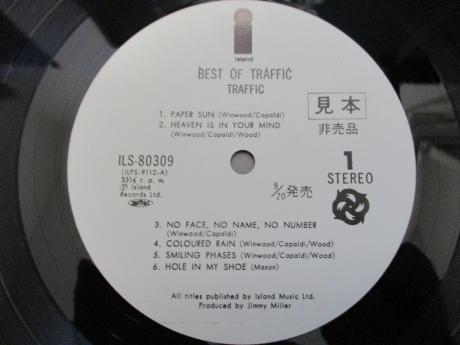 island
BEST OF TRAFFIC
TRAFFIC
1. PAPER SUN (Winwood/Capaldi)
2. HEAVEN IS IN YOUR MIND
(Winwood/Capaldi/Wood)
見本
非売品
ILS-80309
(ILPS-9112-A)
33⅓ r. p. m.
Ⓟ Island
Records Ltd.
1
STEREO
9/20発売
3. NO FACE, NO NAME, NO NUMBER
(Winwood/Capaldi)
4. COLOURED RAIN (Winwood/Capaldi/Wood)
5. SMILING PHASES (Winwood/Capaldi/Wood)
6. HOLE IN MY SHOE (Mason)
All titles published by Island Music Ltd.
Produced by Jimmy Miller